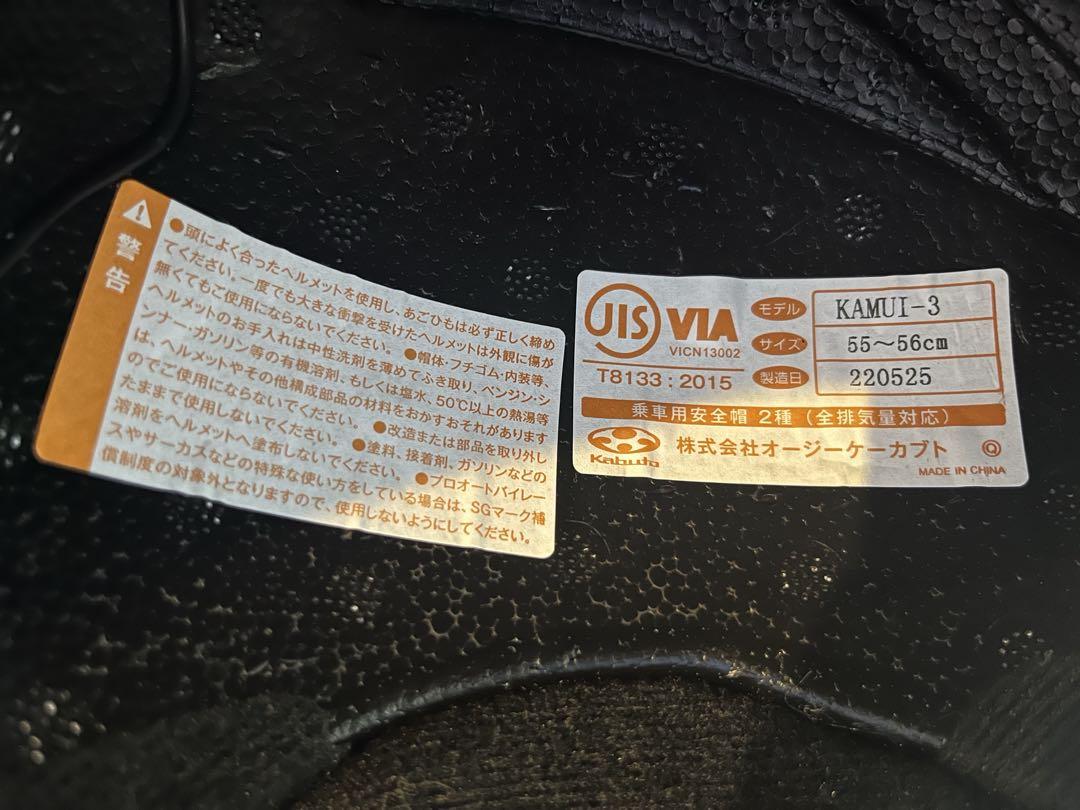 警告
●頭によく合ったヘルメットを使用し、あごひもは必ず正しく締め
てください。一度でも大きな衝撃を受けたヘルメットは外観に傷が
無くてもご使用にならないでください。 ●帽体・フチゴム・内装等、
ヘルメットのお手入れは中性洗剤を薄めてふき取り、ベンジン・シ
ンナー・ガソリン等の有機溶剤、もしくは塩水、50℃以上の熱湯等
は、ヘルメットやその他構成部品の材料をおかすおそれがあります
のでご使用にならないでください。 ●改造または部品を取り外し
たままで使用しないでください。 ●塗料、接着剤、ガソリンなどの
溶剤をヘルメットへ塗布しないでください。 ●プロオートバイレー
スやサーカスなどの特殊な使い方をしている場合は、SGマーク補
償制度の対象外となりますので、使用しないようにしてください。
JIS VIA
VICN13002
T8133:2015
モデル KAMUI-3
サイズ 55～56cm
製造日 220525
乗車用安全帽 2種 (全排気量対応)
Kabuto 株式会社オージーケーカブト Q
MADE IN CHINA